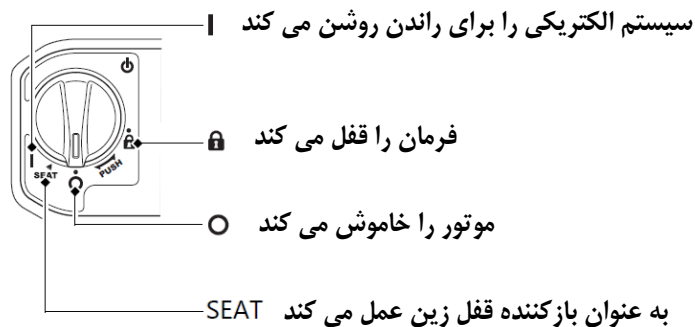 سیستم الکتریکی را برای راندن روشن می کند I
فرمان را قفل می کند
موتور را خاموش می کند O
به عنوان بازکننده قفل زین عمل می کند SEAT
I
SEAT
PUSH